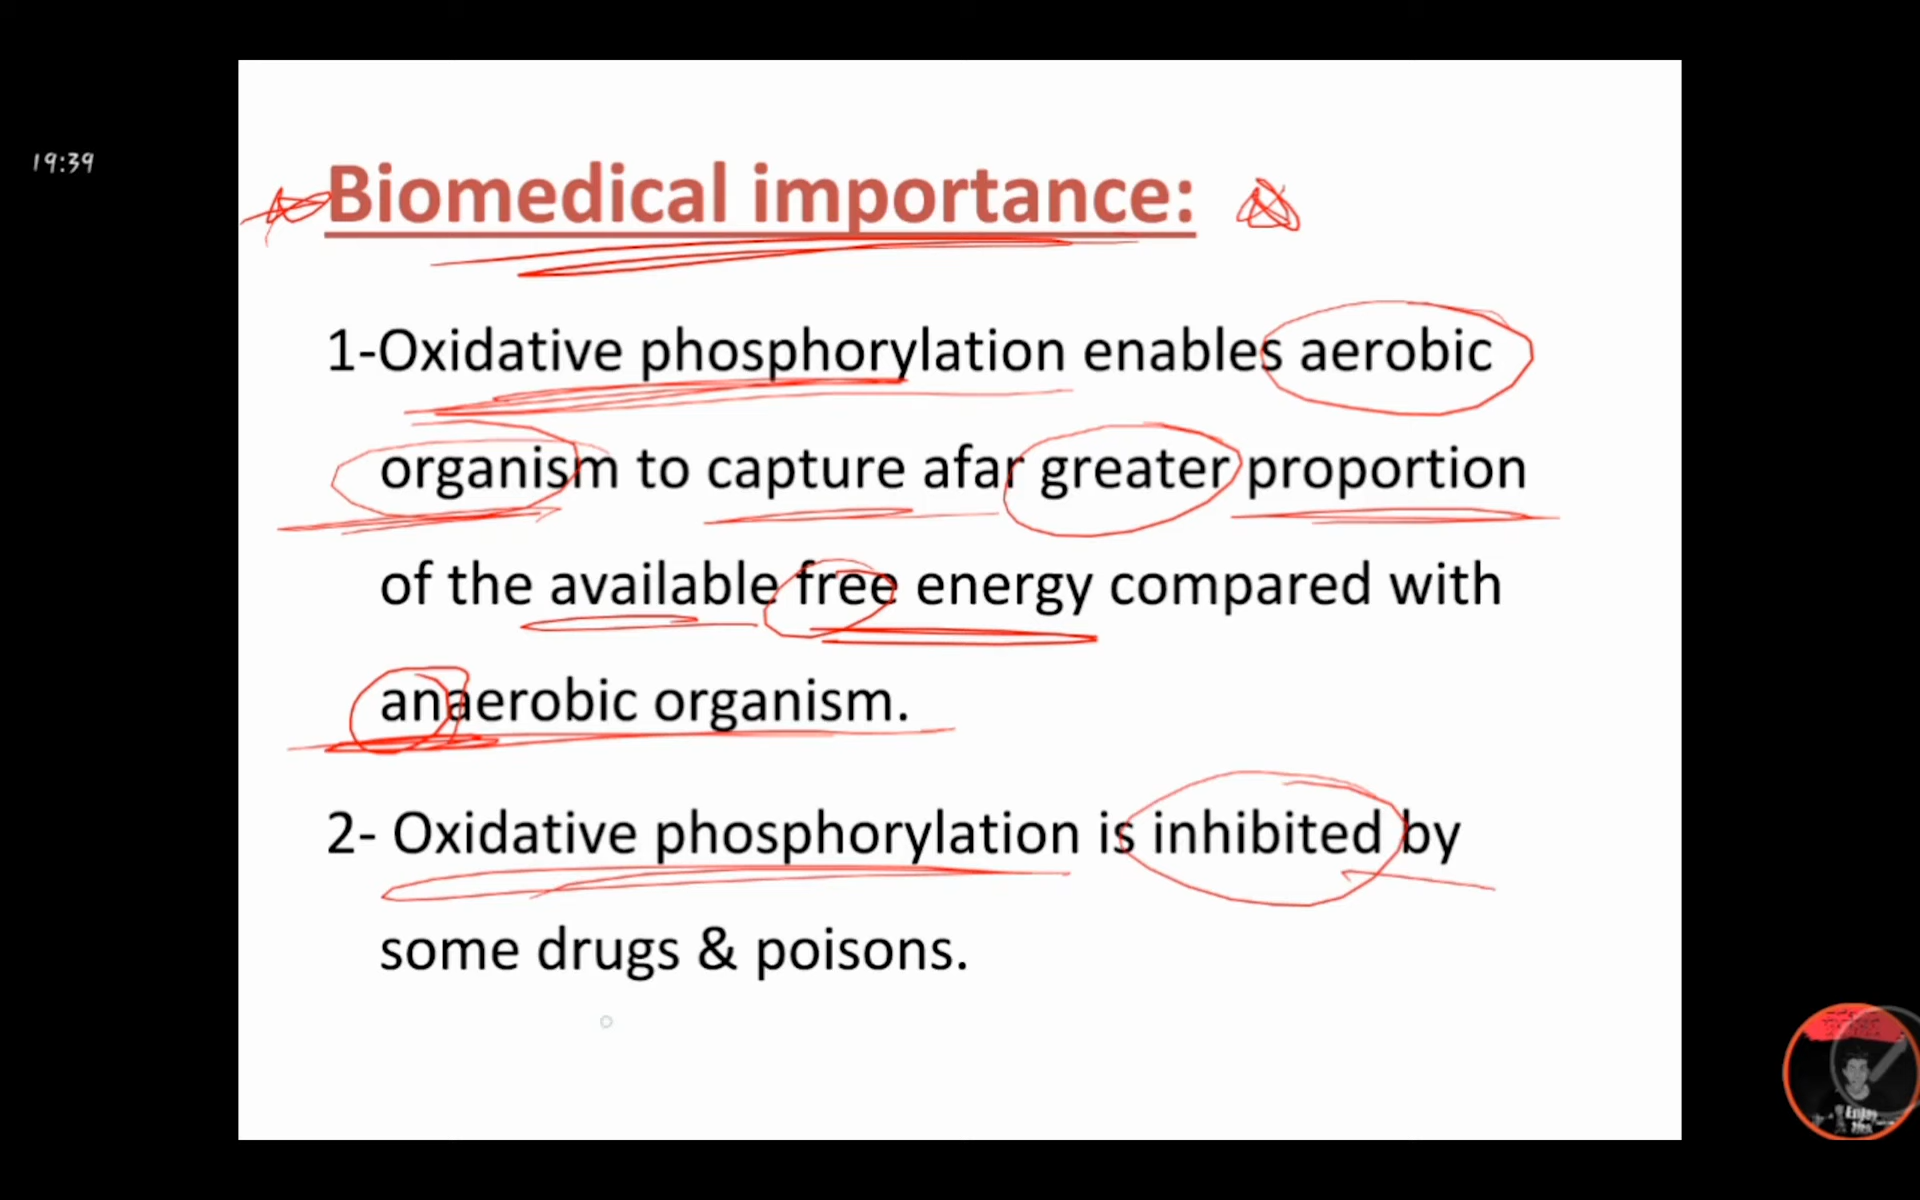 19:39
Biomedical importance:
1-Oxidative phosphorylation enables aerobic
organism to capture afar greater proportion
of the available free energy compared with
anaerobic organism.
2- Oxidative phosphorylation is inhibited by
some drugs & poisons.
Enjoy